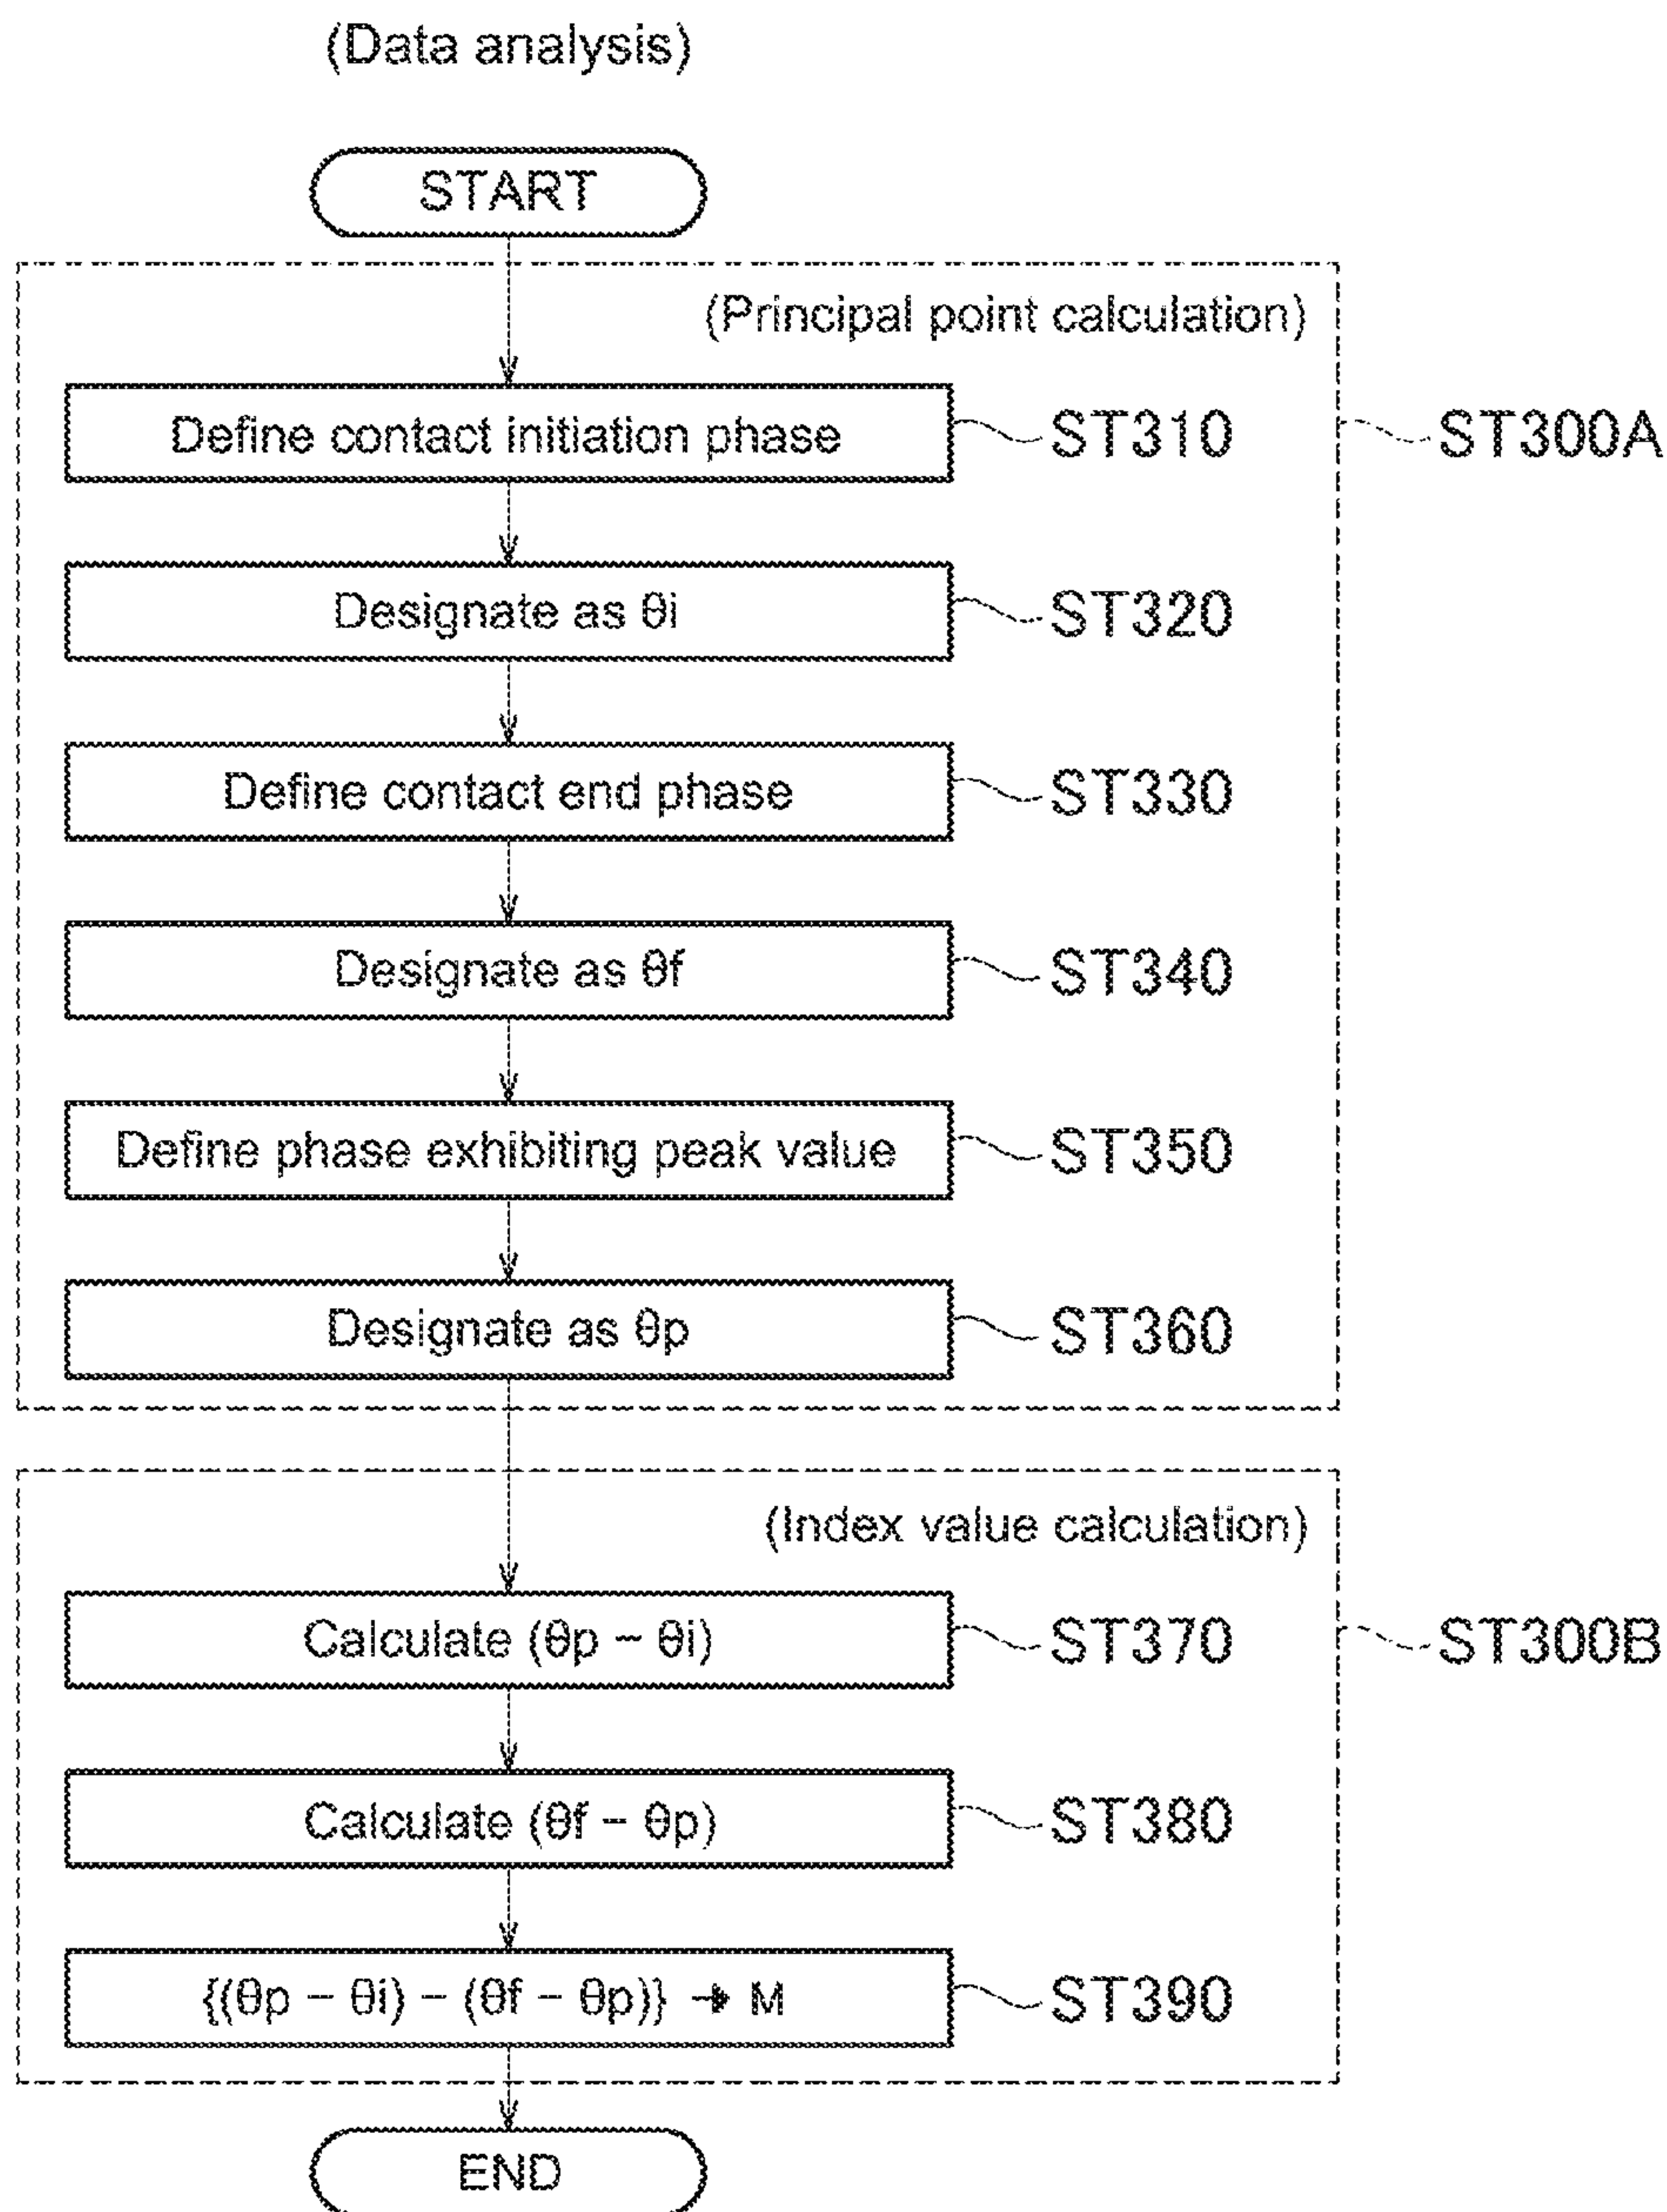 (Data analysis)
START
(Principal point calculation)
Define contact initiation phase
ST310
ST300A
Designate as θi
ST320
Define contact end phase
ST330
Designate as θf
ST340
Define phase exhibiting peak value
ST350
Designate as θp
ST360
(Index value calculation)
Calculate (θp − θi)
ST370
ST300B
Calculate (θf − θp)
ST380
{(θp − θi) − (θf − θp)} → M
ST390
END